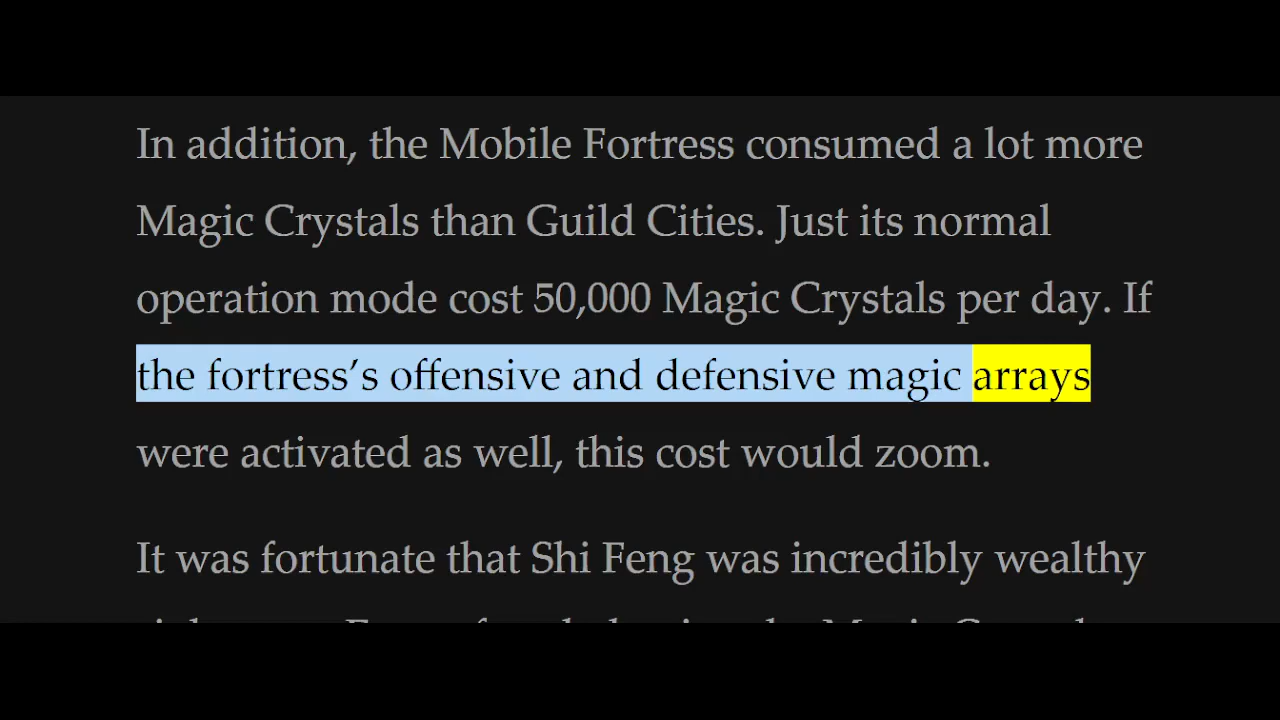 In addition, the Mobile Fortress consumed a lot more
Magic Crystals than Guild Cities. Just its normal
operation mode cost 50,000 Magic Crystals per day. If
the fortress’s offensive and defensive magic arrays
were activated as well, this cost would zoom.
It was fortunate that Shi Feng was incredibly wealthy